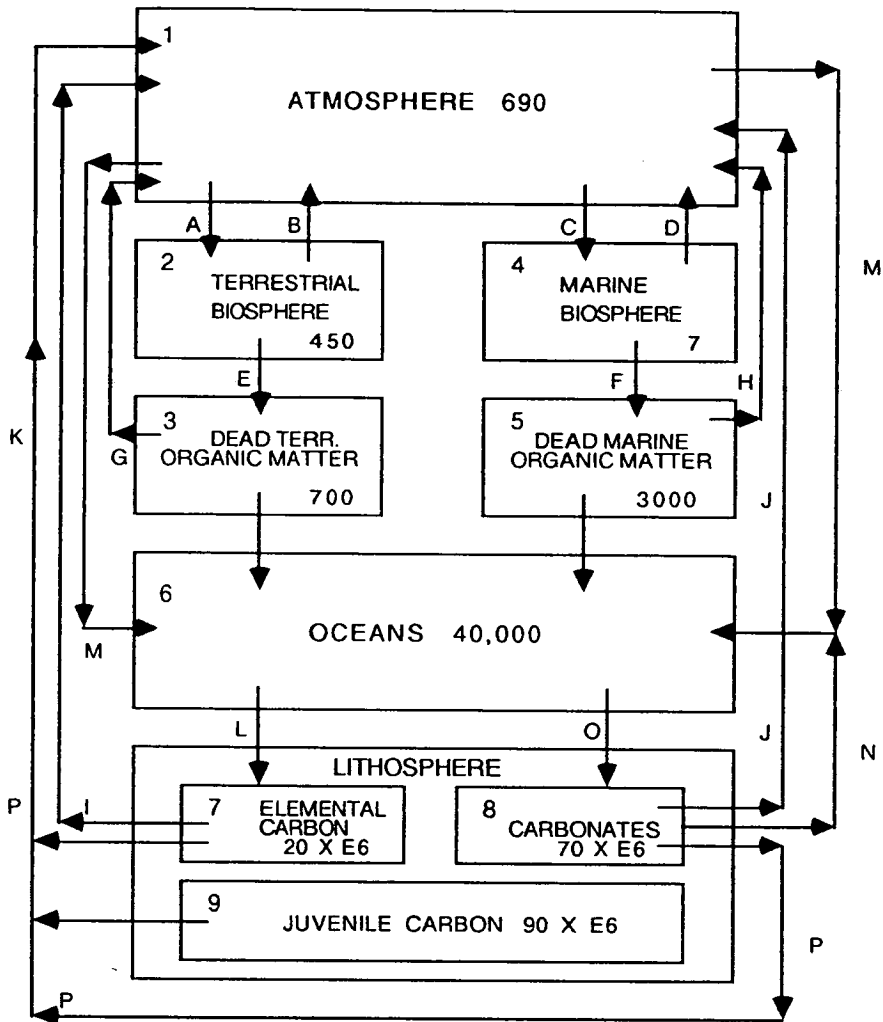 1
ATMOSPHERE 690
A
B
C
D
M
2
TERRESTRIAL
BIOSPHERE
450
4
MARINE
BIOSPHERE
7
E
F
H
K
G
3
DEAD TERR.
ORGANIC MATTER
700
5
DEAD MARINE
ORGANIC MATTER
3000
J
6
OCEANS 40,000
M
L
O
J
N
LITHOSPHERE
P
I
7
ELEMENTAL
CARBON
20 X E6
8
CARBONATES
70 X E6
9
JUVENILE CARBON 90 X E6
P
P